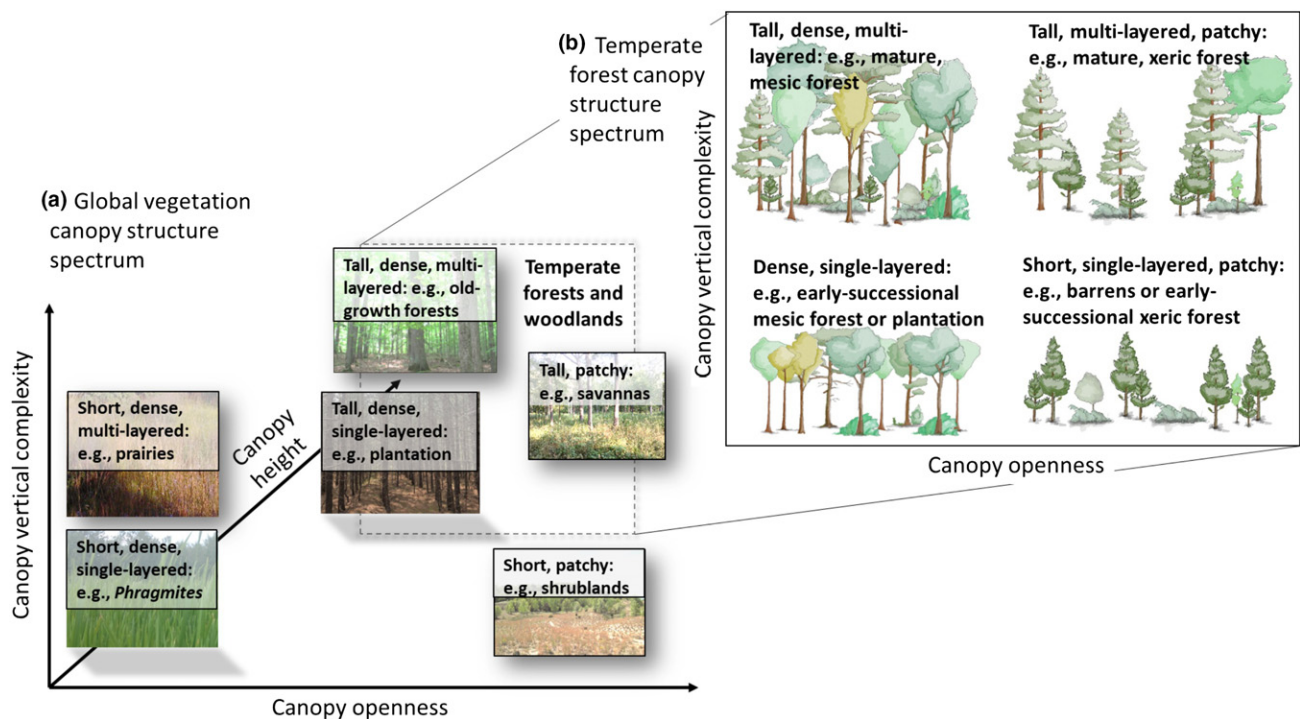 (a) Global vegetation
canopy structure
spectrum
Canopy vertical complexity
Canopy openness
Canopy
height
Short, dense,
multi-layered:
e.g., prairies
Short, dense,
single-layered:
e.g., Phragmites
Tall, dense, multi-
layered: e.g., old-
growth forests
Tall, dense,
single-layered:
e.g., plantation
Temperate
forests and
woodlands
Tall, patchy:
e.g., savannas
Short, patchy:
e.g., shrublands
(b) Temperate
forest canopy
structure
spectrum
Canopy vertical complexity
Tall, dense, multi-
layered: e.g., mature,
mesic forest
Tall, multi-layered, patchy:
e.g., mature, xeric forest
Dense, single-layered:
e.g., early-successional
mesic forest or plantation
Short, single-layered, patchy:
e.g., barrens or early-
successional xeric forest
Canopy openness